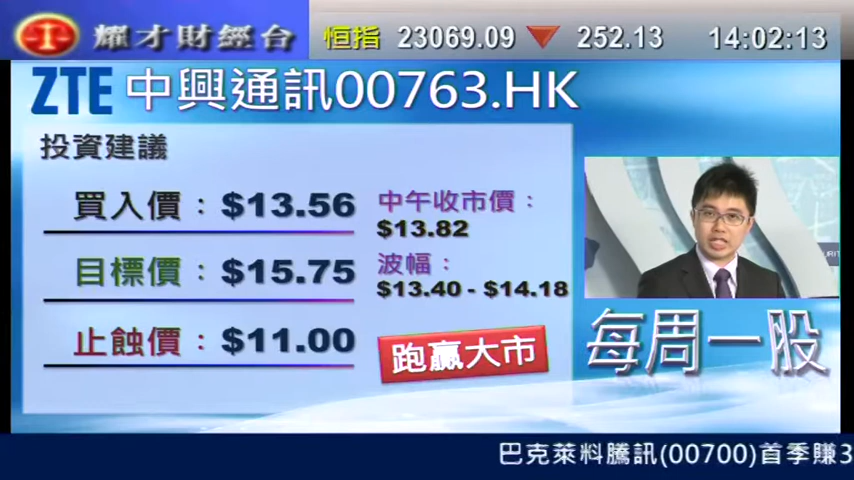 耀才財經台
恒指 23069.09 252.13 14:02:13
ZTE 中興通訊00763.HK
投資建議
買入價：$13.56
中午收市價：
$13.82
目標價：$15.75
波幅：
$13.40 - $14.18
止蝕價：$11.00
跑贏大市
每周一股
巴克萊料騰訊(00700)首季賺3